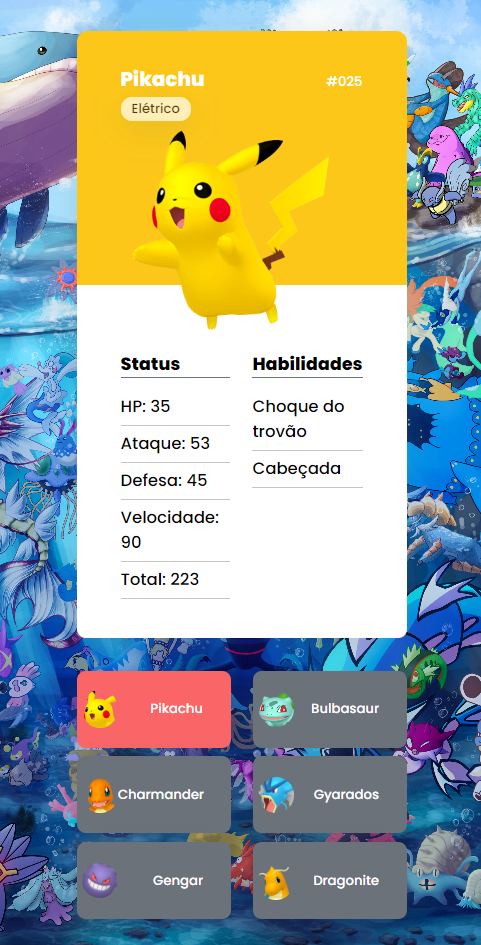 Pikachu
#025
Elétrico
Status
HP: 35
Ataque: 53
Defesa: 45
Velocidade:
90
Total: 223
Habilidades
Choque do
trovão
Cabeçada
Pikachu
Bulbasaur
Charmander
Gyarados
Gengar
Dragonite